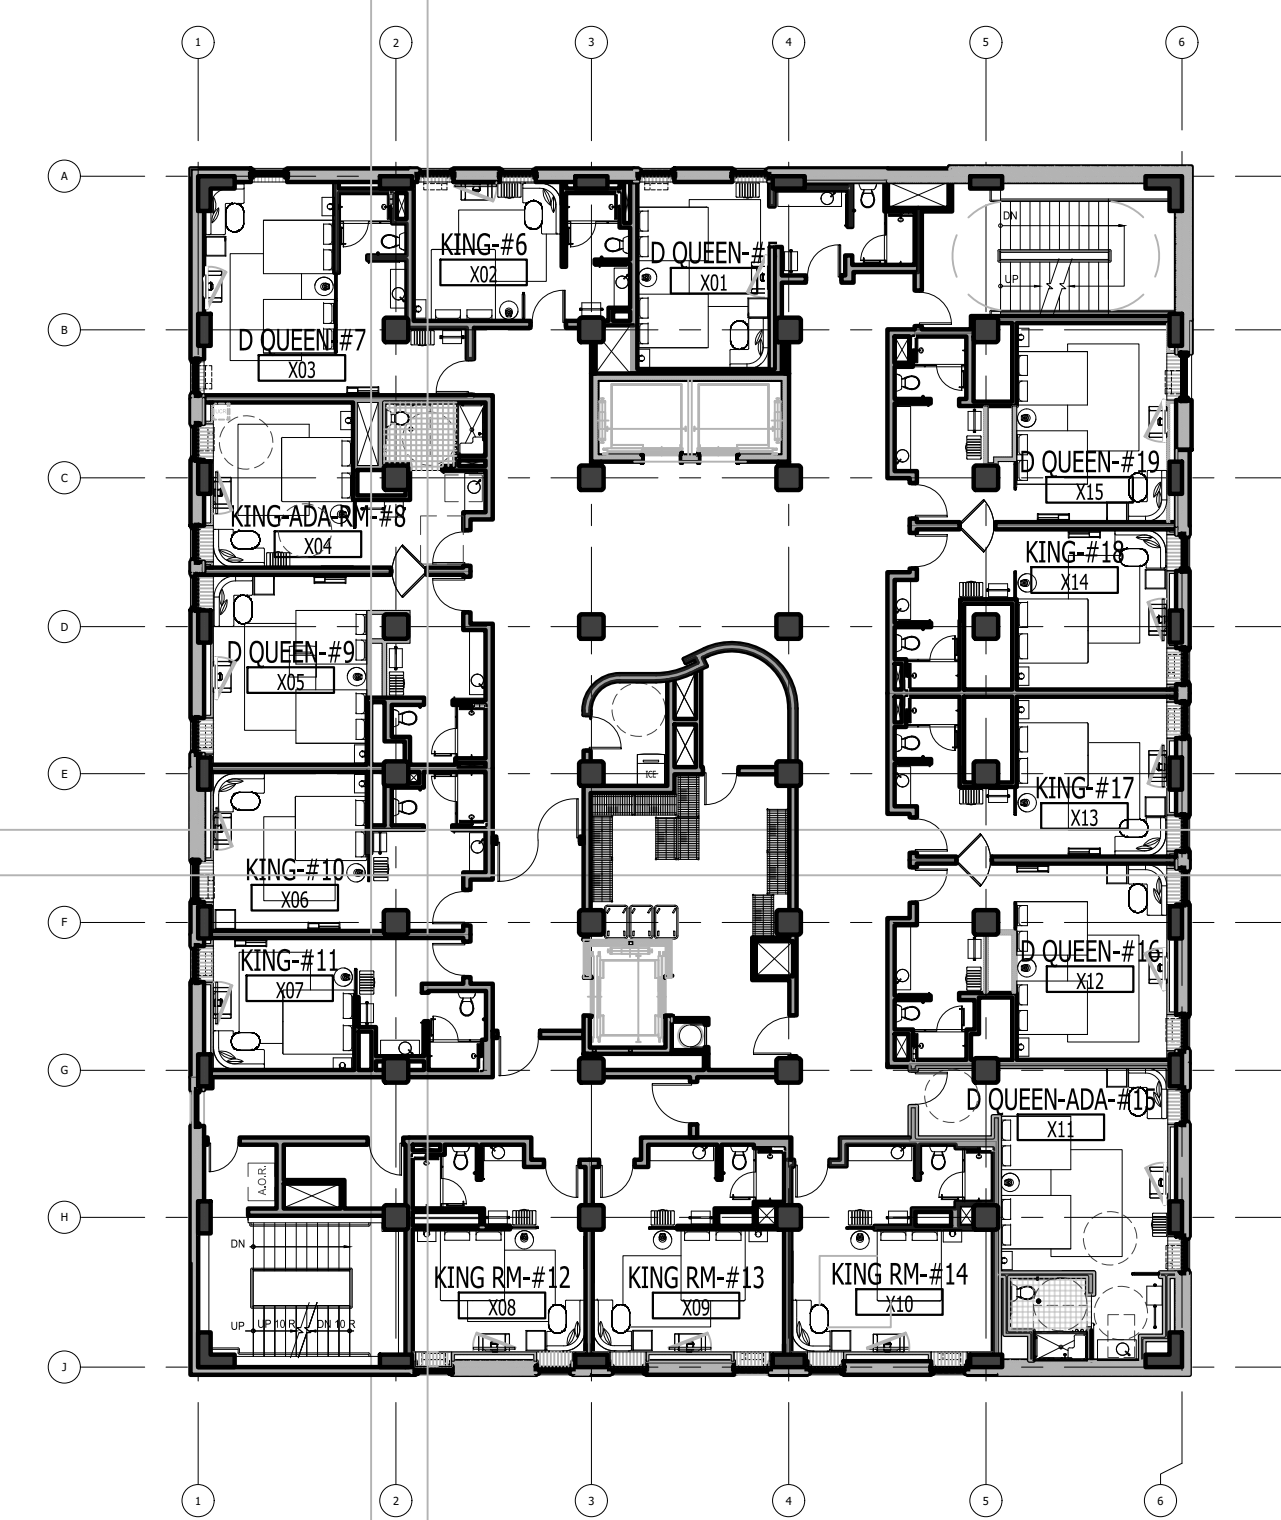 1 2 3 4 5 6
A
KING-#6
X02
D QUEEN-#5
X01
DN
UP
B
D QUEEN-#7
X03
C
D QUEEN-#19
X15
KING-ADA-RM-#8
X04
KING-#18
X14
D
D QUEEN-#9
X05
E
ICE
KING-#17
X13
KING-#10
X06
F
KING-#11
X07
D QUEEN-#16
X12
G
D QUEEN-ADA-#15
X11
A.O.R.
H
DN
KING RM-#12
X08
KING RM-#13
X09
KING RM-#14
X10
UP UP 10 R DN 10 R
J
1 2 3 4 5 6